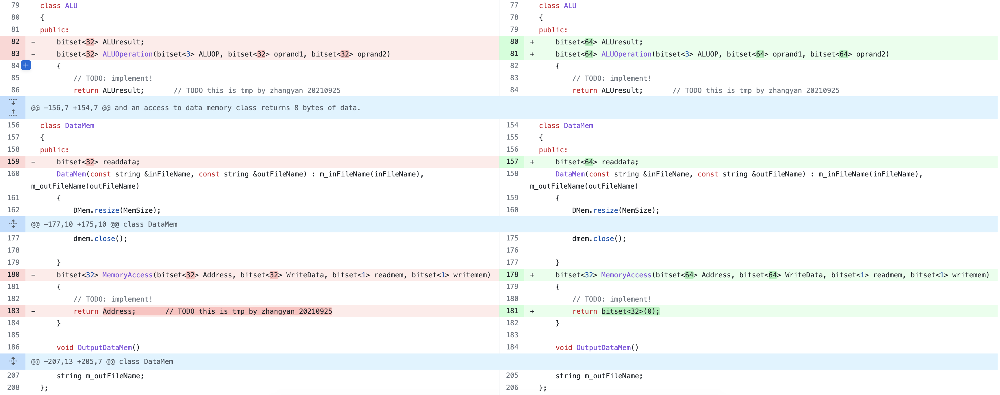 79 class ALU
80 {
81 public:
82 - bitset<32> ALUresult;
83 - bitset<32> ALUOperation(bitset<3> ALUOP, bitset<32> oprand1, bitset<32> oprand2)
84 + {
85 // TODO: implement!
86 return ALUresult; // TODO this is tmp by zhangyan 20210925
@@ -156,7 +154,7 @@ and an access to data memory class returns 8 bytes of data.
156 class DataMem
157 {
158 public:
159 - bitset<32> readdata;
160 DataMem(const string &inFileName, const string &outFileName) : m_inFileName(inFileName),
m_outFileName(outFileName)
161 {
162 DMem.resize(MemSize);
@@ -177,10 +175,10 @@ class DataMem
177 dmem.close();
178
179 }
180 - bitset<32> MemoryAccess(bitset<32> Address, bitset<32> WriteData, bitset<1> readmem, bitset<1> writemem)
181 {
182 // TODO: implement!
183 - return Address; // TODO this is tmp by zhangyan 20210925
184 }
185
186 void OutputDataMem()
@@ -207,13 +205,7 @@ class DataMem
207 string m_outFileName;
208 };
77 class ALU
78 {
79 public:
80 + bitset<64> ALUresult;
81 + bitset<64> ALUOperation(bitset<3> ALUOP, bitset<64> oprand1, bitset<64> oprand2)
82 {
83 // TODO: implement!
84 return ALUresult; // TODO this is tmp by zhangyan 20210925
154 class DataMem
155 {
156 public:
157 + bitset<64> readdata;
158 DataMem(const string &inFileName, const string &outFileName) : m_inFileName(inFileName),
m_outFileName(outFileName)
159 {
160 DMem.resize(MemSize);
175 dmem.close();
176
177 }
178 + bitset<32> MemoryAccess(bitset<64> Address, bitset<64> WriteData, bitset<1> readmem, bitset<1> writemem)
179 {
180 // TODO: implement!
181 + return bitset<32>(0);
182 }
183
184 void OutputDataMem()
205 string m_outFileName;
206 };